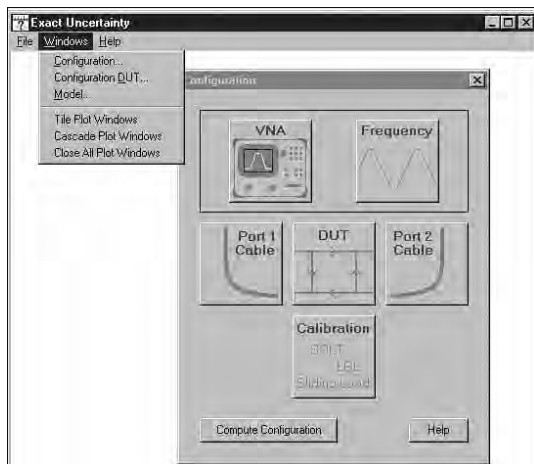 ? Exact Uncertainty
File Windows Help
Configuration...
Configuration DUT...
Model...
Tile Plot Windows
Cascade Plot Windows
Close All Plot Windows
onfiguration
VNA
Frequency
Port 1
Cable
DUT
Port 2
Cable
Calibration
SOLT
LRL
Sliding Load
Compute Configuration
Help